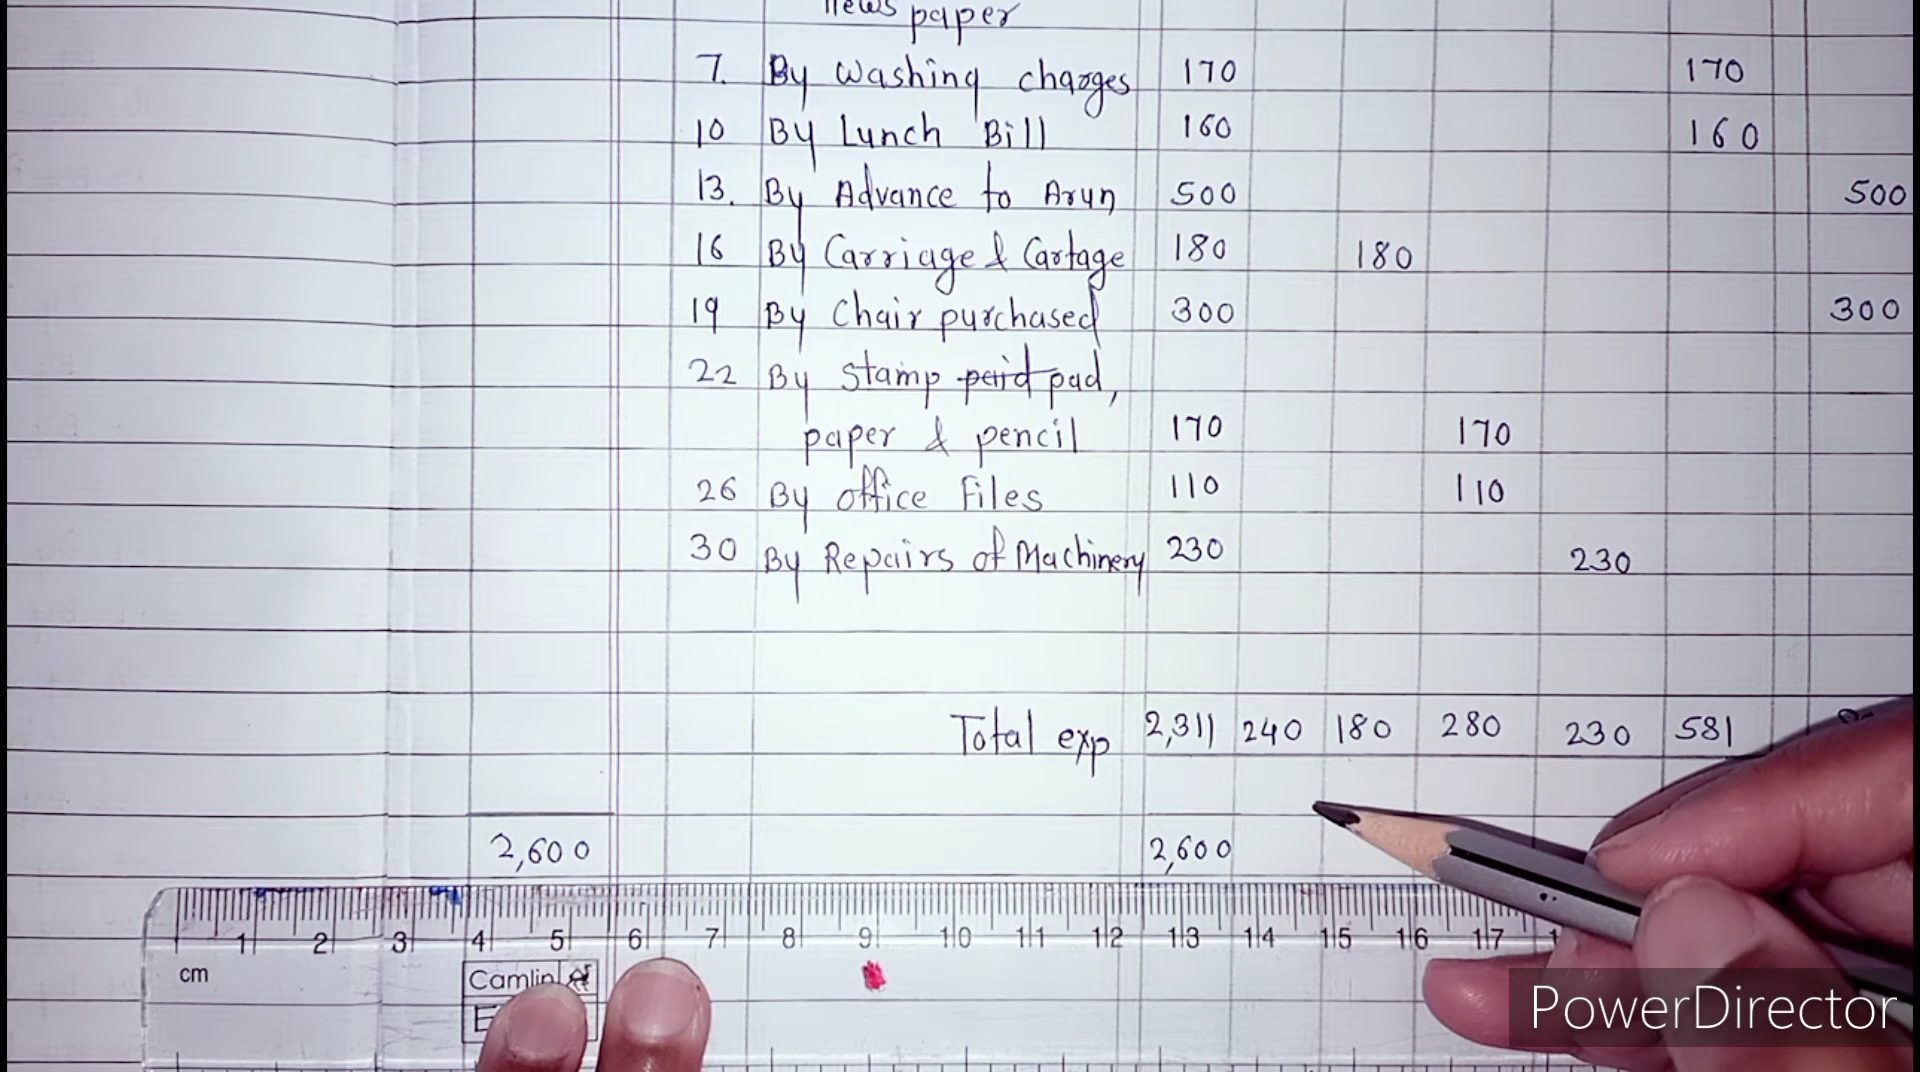 News paper
7. By Washing charges 170 170
10 By Lunch Bill 160 160
13. By Advance to Arun 500 500
16 By Carriage & Cartage 180 180
19 By Chair purchased 300 300
22 By Stamp paid pad,
paper & pencil 170 170
26 By Office Files 110 110
30 By Repairs of Machinery 230 230
Total exp 2,311 240 180 280 230 581
2,600 2,600
1 2 3 4 5 6 7 8 9 10 11 12 13 14 15 16 17
cm
Camlin
PowerDirector